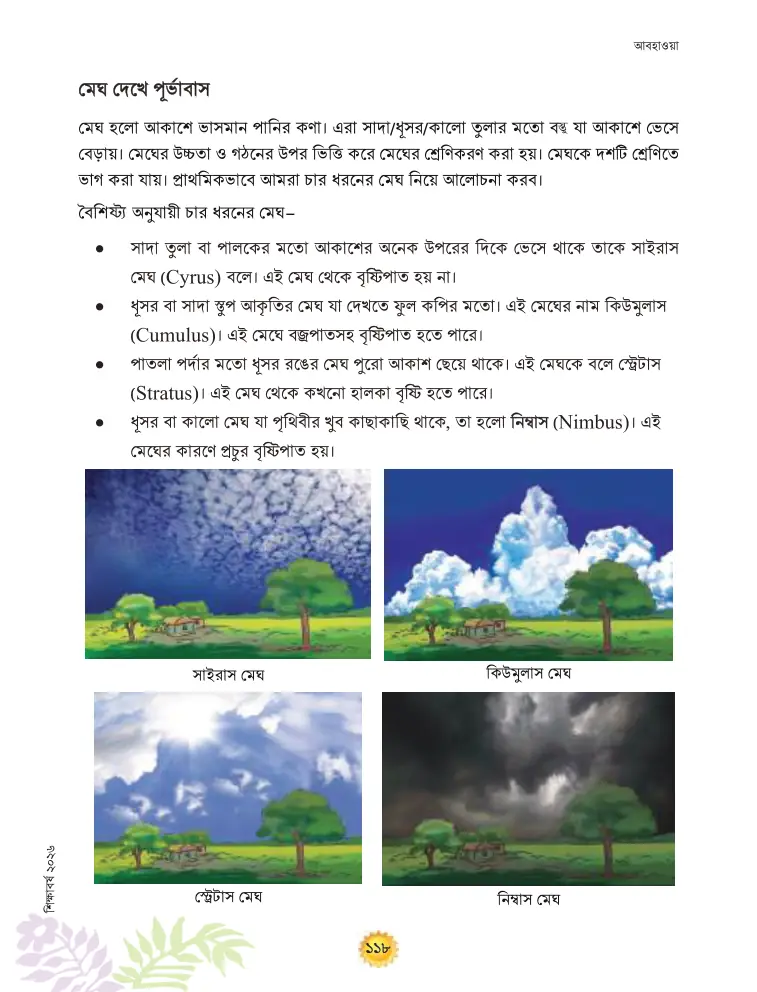 আবহাওয়া
মেঘ দেখে পূর্ভাবাস
মেঘ হলো আকাশে ভাসমান পানির কণা। এরা সাদা/ধূসর/কালো তুলার মতো বস্তু যা আকাশে ভেসে
বেড়ায়। মেঘের উচ্চতা ও গঠনের উপর ভিত্তি করে মেঘের শ্রেণিকরণ করা হয়। মেঘকে দশটি শ্রেণিতে
ভাগ করা যায়। প্রাথমিকভাবে আমরা চার ধরনের মেঘ নিয়ে আলোচনা করব।
বৈশিষ্ট্য অনুযায়ী চার ধরনের মেঘ–
● সাদা তুলা বা পালকের মতো আকাশের অনেক উপরের দিকে ভেসে থাকে তাকে সাইরাস
মেঘ (Cyrus) বলে। এই মেঘ থেকে বৃষ্টিপাত হয় না।
● ধূসর বা সাদা স্তুপ আকৃতির মেঘ যা দেখতে ফুল কপির মতো। এই মেঘের নাম কিউমুলাস
(Cumulus)। এই মেঘে বজ্রপাতসহ বৃষ্টিপাত হতে পারে।
● পাতলা পর্দার মতো ধূসর রঙের মেঘ পুরো আকাশ ছেয়ে থাকে। এই মেঘকে বলে স্ট্রেটাস
(Stratus)। এই মেঘ থেকে কখনো হালকা বৃষ্টি হতে পারে।
● ধূসর বা কালো মেঘ যা পৃথিবীর খুব কাছাকাছি থাকে, তা হলো নিম্বাস (Nimbus)। এই
মেঘের কারণে প্রচুর বৃষ্টিপাত হয়।
সাইরাস মেঘ
কিউমুলাস মেঘ
স্ট্রেটাস মেঘ
নিম্বাস মেঘ
শিক্ষাবর্ষ ২০২৬
১১৮